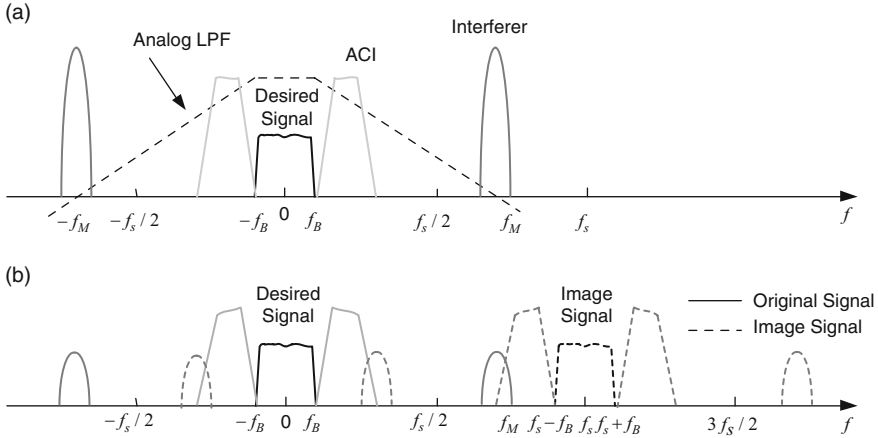 (a)
Interferer
Analog LPF
ACI
Desired
Signal
−f_M −f_s / 2 −f_B 0 f_B f_s / 2 f_M f_s f
(b)
Desired
Signal
Image
Signal
Original Signal
Image Signal
−f_s / 2 −f_B 0 f_B f_s / 2 f_M f_s − f_B f_s f_s + f_B 3 f_s / 2 f